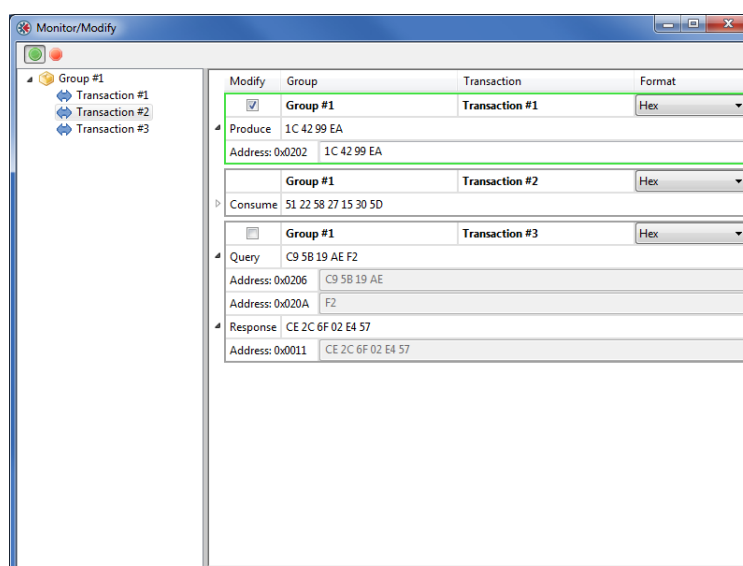 Monitor/Modify
Group #1
Transaction #1
Transaction #2
Transaction #3
Modify Group Transaction Format
Group #1 Transaction #1 Hex
Produce 1C 42 99 EA
Address: 0x0202 1C 42 99 EA
Group #1 Transaction #2 Hex
Consume 51 22 58 27 15 30 5D
Group #1 Transaction #3 Hex
Query C9 5B 19 AE F2
Address: 0x0206 C9 5B 19 AE
Address: 0x020A F2
Response CE 2C 6F 02 E4 57
Address: 0x0011 CE 2C 6F 02 E4 57